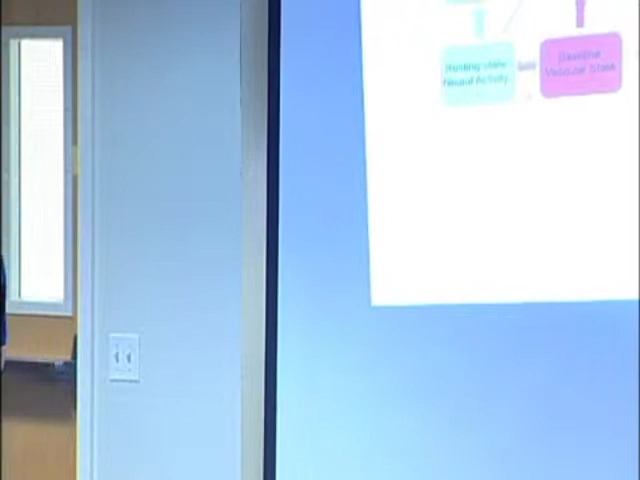 Resting-state
Neural Activity
Baseline
Vascular State